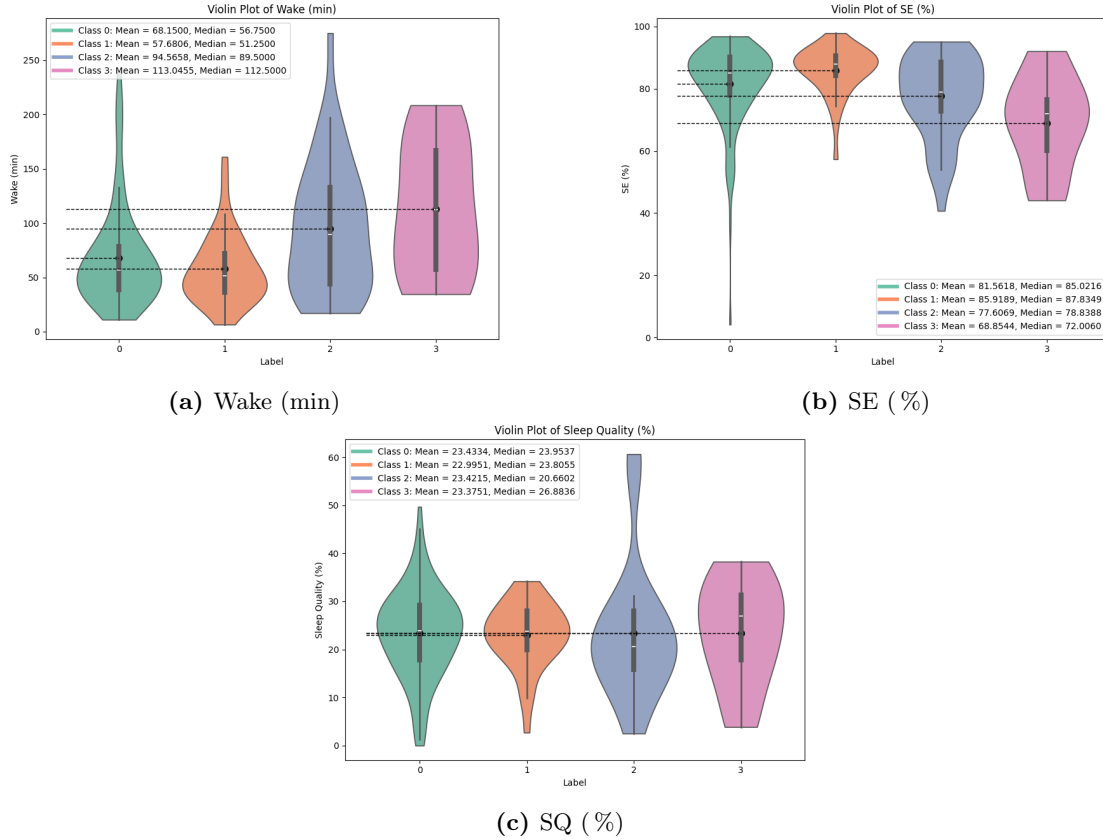 Violin Plot of Wake (min)
Class 0: Mean = 68.1500, Median = 56.7500
Class 1: Mean = 57.6806, Median = 51.2500
Class 2: Mean = 94.5658, Median = 89.5000
Class 3: Mean = 113.0455, Median = 112.5000
250
200
150
100
50
0
Wake (min)
0 1 2 3
Label
(a) Wake (min)
Violin Plot of SE (%)
100
80
60
40
20
0
SE (%)
Class 0: Mean = 81.5618, Median = 85.0216
Class 1: Mean = 85.9189, Median = 87.8349
Class 2: Mean = 77.6069, Median = 78.8388
Class 3: Mean = 68.8544, Median = 72.0060
0 1 2 3
Label
(b) SE (%)
Violin Plot of Sleep Quality (%)
Class 0: Mean = 23.4334, Median = 23.9537
Class 1: Mean = 22.9951, Median = 23.8055
Class 2: Mean = 23.4215, Median = 20.6602
Class 3: Mean = 23.3751, Median = 26.8836
60
50
40
30
20
10
0
Sleep Quality (%)
0 1 2 3
Label
(c) SQ (%)